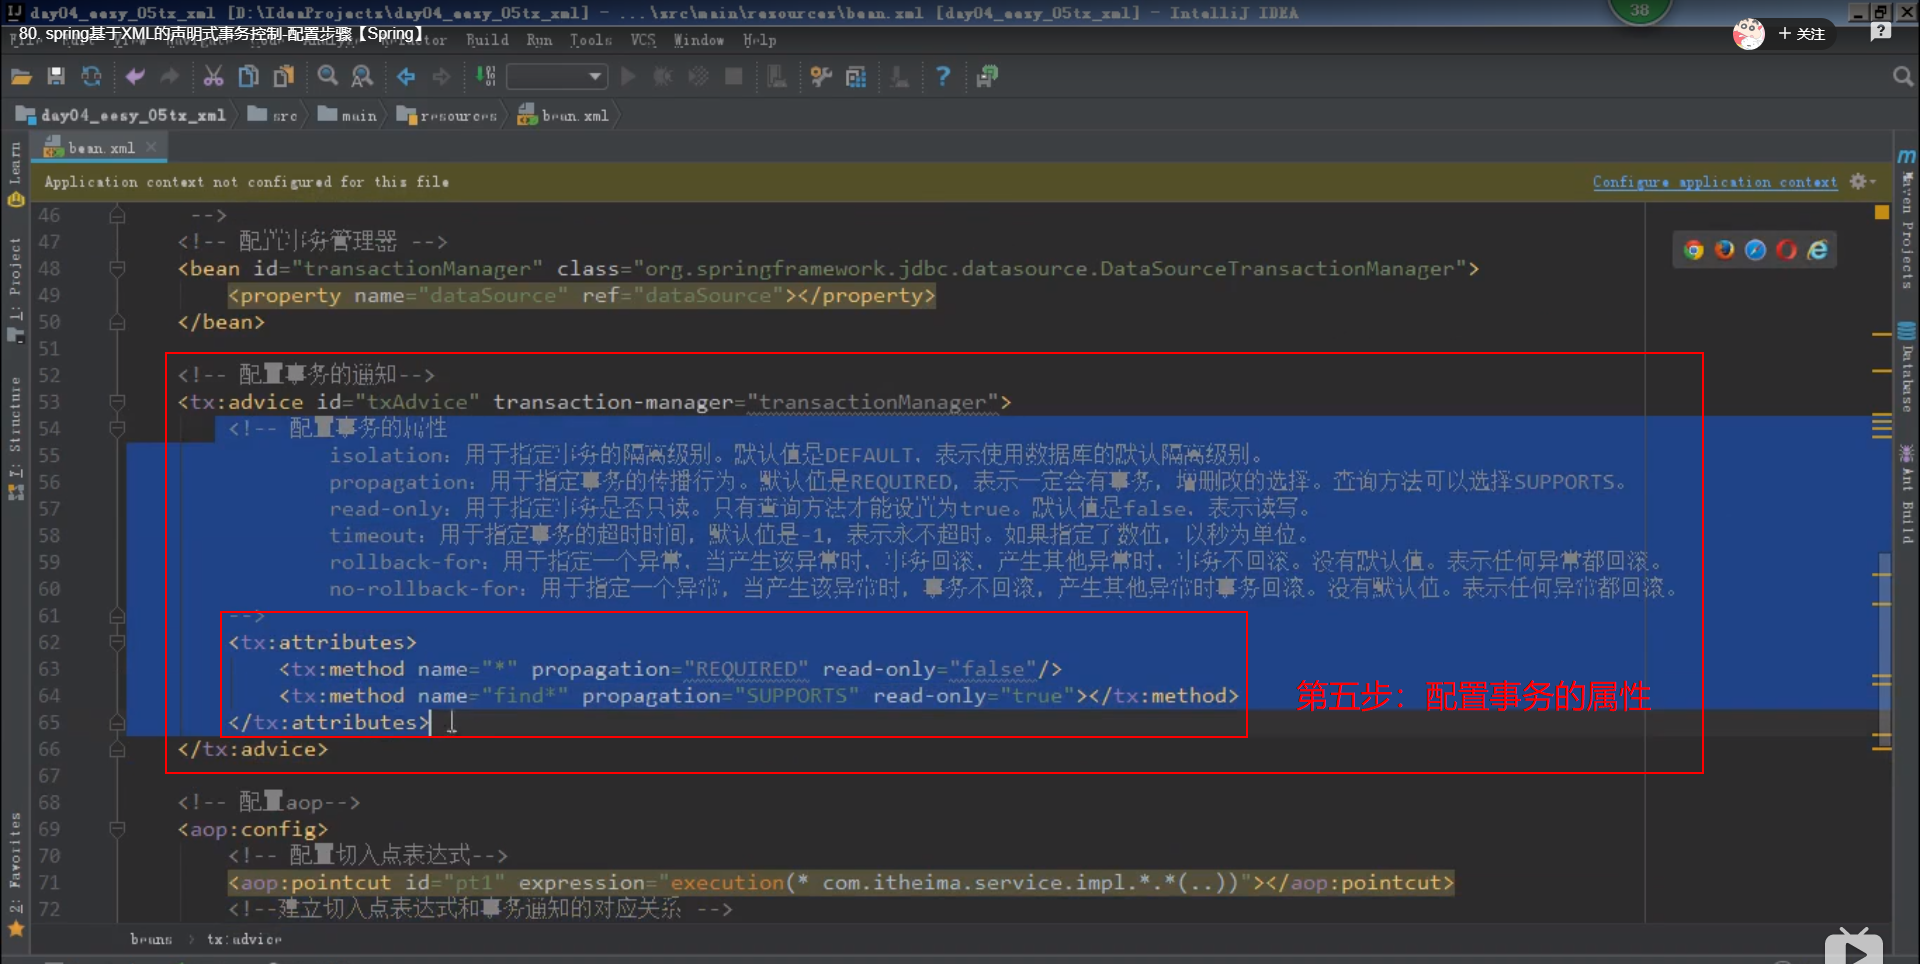 day04_eesy_05tx_xml [D:\IdeaProjects\day04_eesy_05tx_xml] - ...\src\main\resources\bean.xml [day04_eesy_05tx_xml] - IntelliJ IDEA
38
80. spring基于XML的声明式事务控制-配置步骤【Spring】
Build Run Tools VCS Window Help
+ 关注
day04_eesy_05tx_xml src main resources bean.xml
bean.xml
Application context not configured for this file
Configure application context
Learn
1: Project
7: Structure
2: Favorites
Maven Projects
Database
Ant Build
46 -->
47 <!-- 配置事务管理器 -->
48 <bean id="transactionManager" class="org.springframework.jdbc.datasource.DataSourceTransactionManager">
49 <property name="dataSource" ref="dataSource"></property>
50 </bean>
51
52 <!-- 配置事务的通知-->
53 <tx:advice id="txAdvice" transaction-manager="transactionManager">
54 <!-- 配置事务的属性
55 isolation：用于指定事务的隔离级别。默认值是DEFAULT，表示使用数据库的默认隔离级别。
56 propagation：用于指定事务的传播行为。默认值是REQUIRED，表示一定会有事务，增删改的选择。查询方法可以选择SUPPORTS。
57 read-only：用于指定事务是否只读。只有查询方法才能设置为true。默认值是false，表示读写。
58 timeout：用于指定事务的超时时间，默认值是-1，表示永不超时。如果指定了数值，以秒为单位。
59 rollback-for：用于指定一个异常，当产生该异常时，事务回滚，产生其他异常时，事务不回滚。没有默认值。表示任何异常都回滚。
60 no-rollback-for：用于指定一个异常，当产生该异常时，事务不回滚，产生其他异常时事务回滚。没有默认值。表示任何异常都回滚。
61 -->
62 <tx:attributes>
63 <tx:method name="*" propagation="REQUIRED" read-only="false"/>
64 <tx:method name="find*" propagation="SUPPORTS" read-only="true"></tx:method>
第五步：配置事务的属性
65 </tx:attributes>
66 </tx:advice>
67
68 <!-- 配置aop-->
69 <aop:config>
70 <!-- 配置切入点表达式-->
71 <aop:pointcut id="pt1" expression="execution(* com.itheima.service.impl.*.*(..))"></aop:pointcut>
72 <!--建立切入点表达式和事务通知的对应关系 -->
beans tx:advice